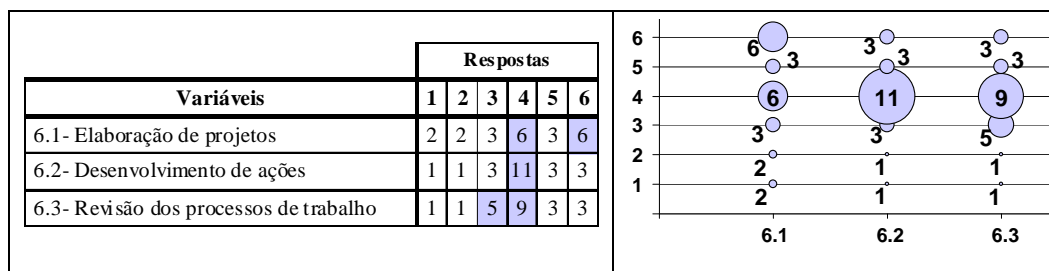 Respostas
Variáveis 1 2 3 4 5 6
6.1- Elaboração de projetos 2 2 3 6 3 6
6.2- Desenvolvimento de ações 1 1 3 11 3 3
6.3- Revisão dos processos de trabalho 1 1 5 9 3 3
6 6 3 3
5 3 3 3
4 6 11 9
3 3 3 5
2 2 1 1
1 2 1 1
6.1 6.2 6.3